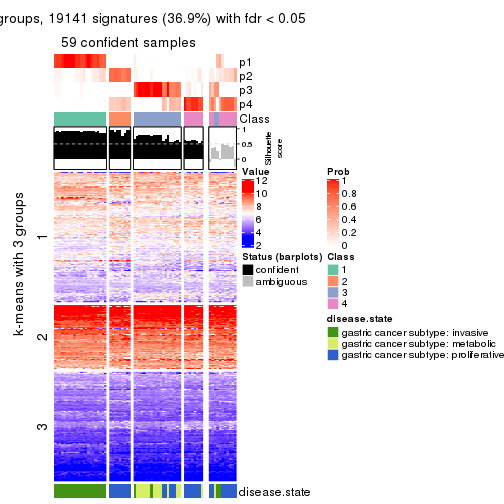 groups, 19141 signatures (36.9%) with fdr < 0.05
59 confident samples
p1
p2
p3
p4
Class
1
0.5
0
Silhouette
score
k-means with 3 groups
1
2
3
Value
12
10
8
6
4
2
Prob
1
0.8
0.6
0.4
0.2
0
Status (barplots)
confident
ambiguous
Class
1
2
3
4
disease.state
gastric cancer subtype: invasive
gastric cancer subtype: metabolic
gastric cancer subtype: proliferative
disease.state